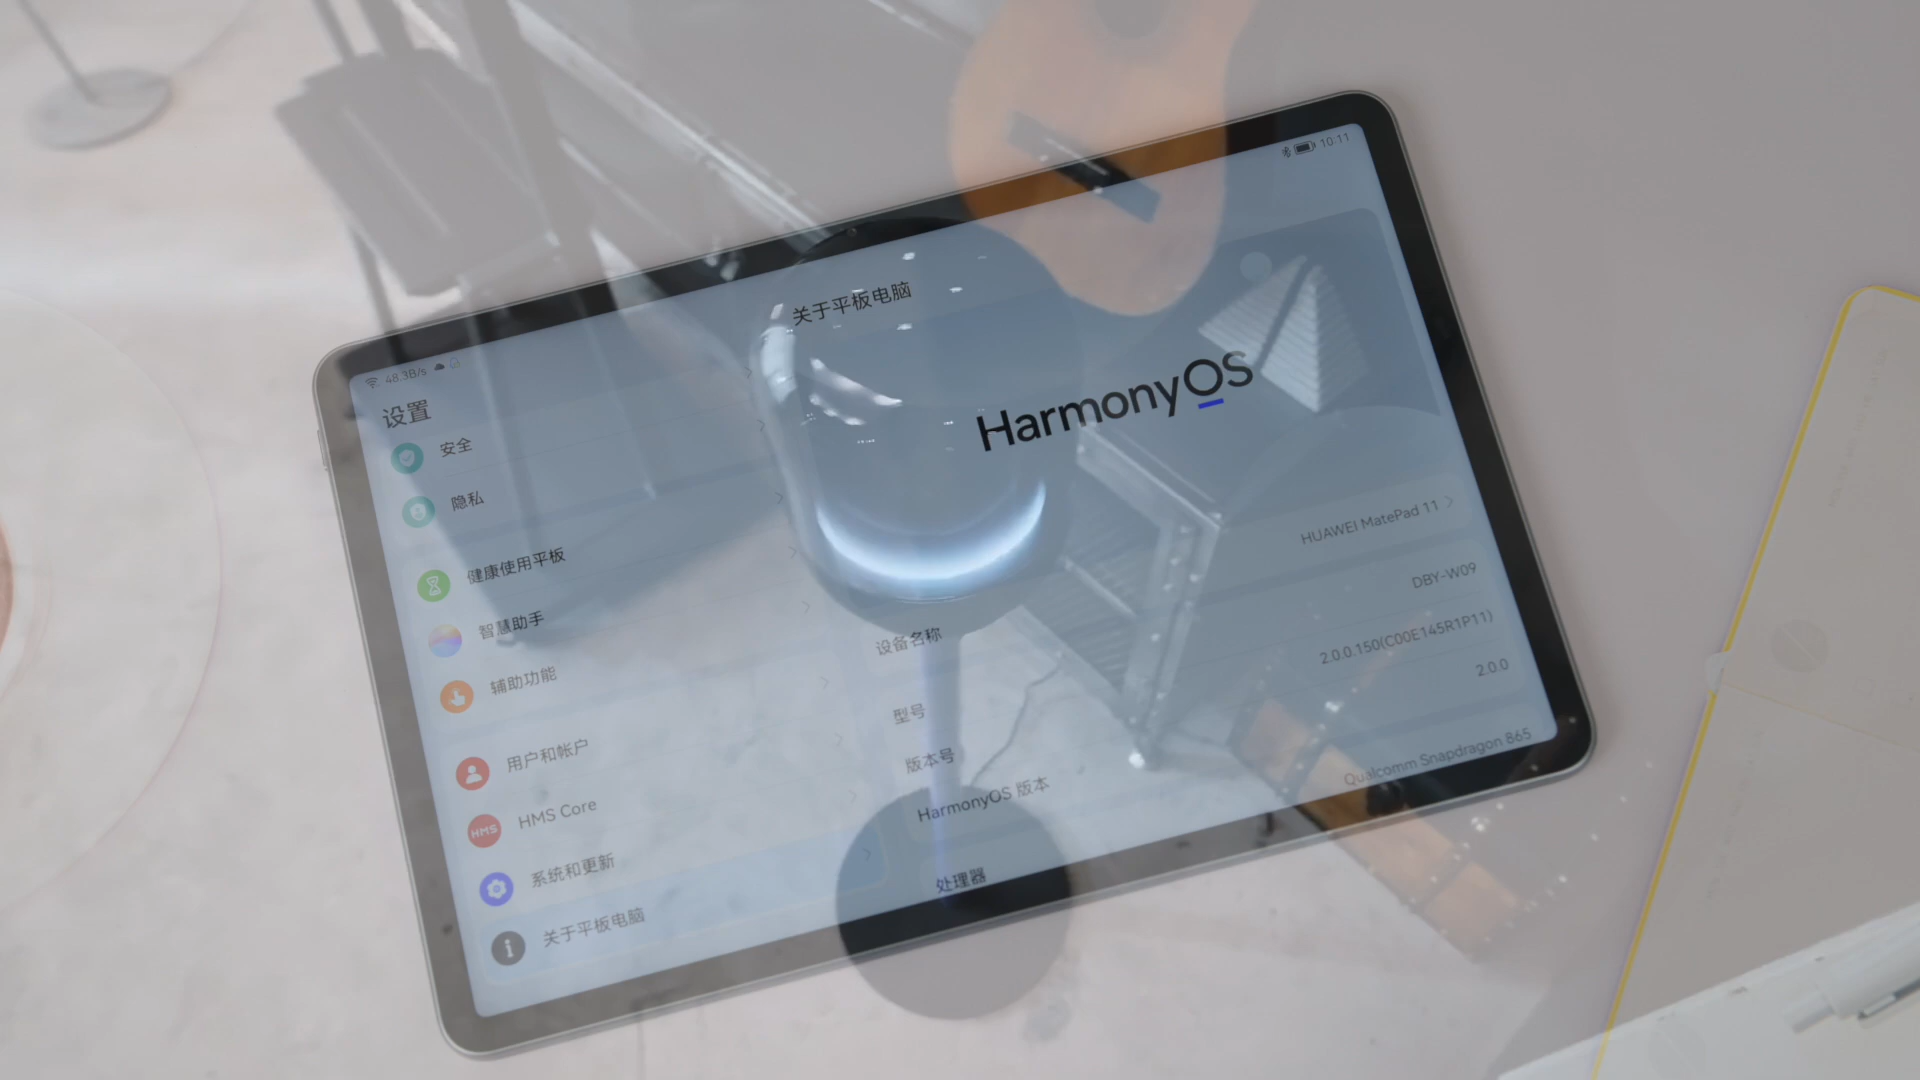 10:11
48.3B/s
设置
安全
隐私
健康使用平板
智慧助手
辅助功能
用户和帐户
HMS
HMS Core
系统和更新
关于平板电脑
关于平板电脑
HarmonyOS
设备名称
HUAWEI MatePad 11
型号
DBY-W09
版本号
2.0.0.150(C00E145R1P11)
HarmonyOS 版本
2.0.0
处理器
Qualcomm Snapdragon 865